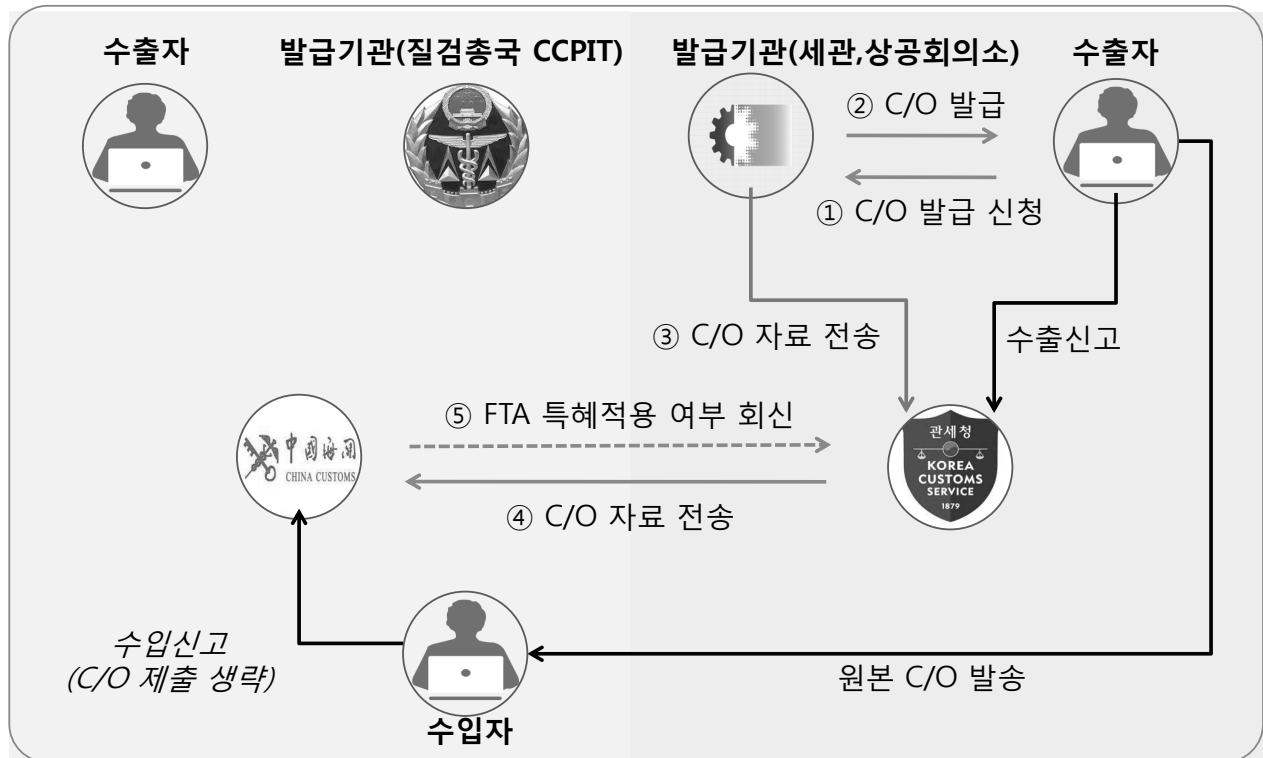 수출자
발급기관(질검총국 CCPIT)
발급기관(세관,상공회의소)
수출자
② C/O 발급
① C/O 발급 신청
③ C/O 자료 전송
수출신고
⑤ FTA 특혜적용 여부 회신
④ C/O 자료 전송
中国海关
CHINA CUSTOMS
관세청
KOREA
CUSTOMS
SERVICE
1879
수입신고
(C/O 제출 생략)
원본 C/O 발송
수입자